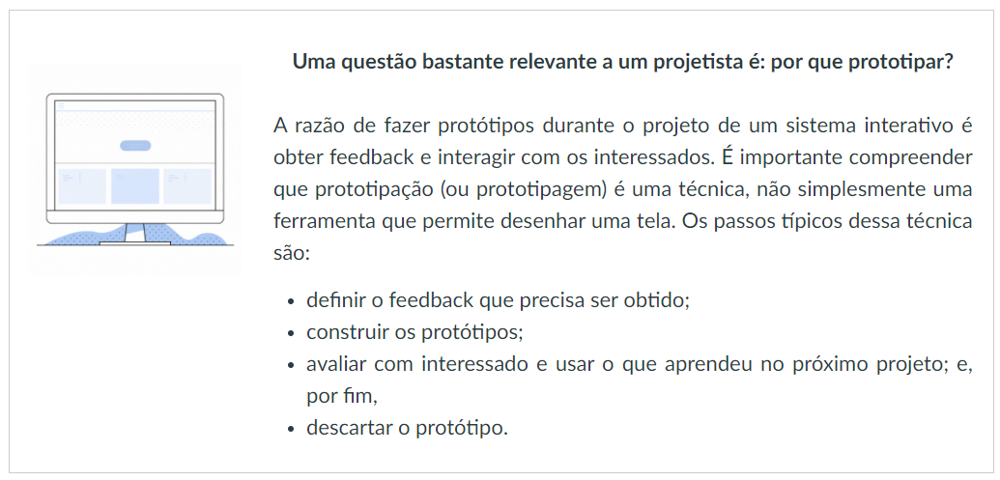 Uma questão bastante relevante a um projetista é: por que prototipar?
A razão de fazer protótipos durante o projeto de um sistema interativo é
obter feedback e interagir com os interessados. É importante compreender
que prototipação (ou prototipagem) é uma técnica, não simplesmente uma
ferramenta que permite desenhar uma tela. Os passos típicos dessa técnica
são:
• definir o feedback que precisa ser obtido;
• construir os protótipos;
• avaliar com interessado e usar o que aprendeu no próximo projeto; e,
por fim,
• descartar o protótipo.